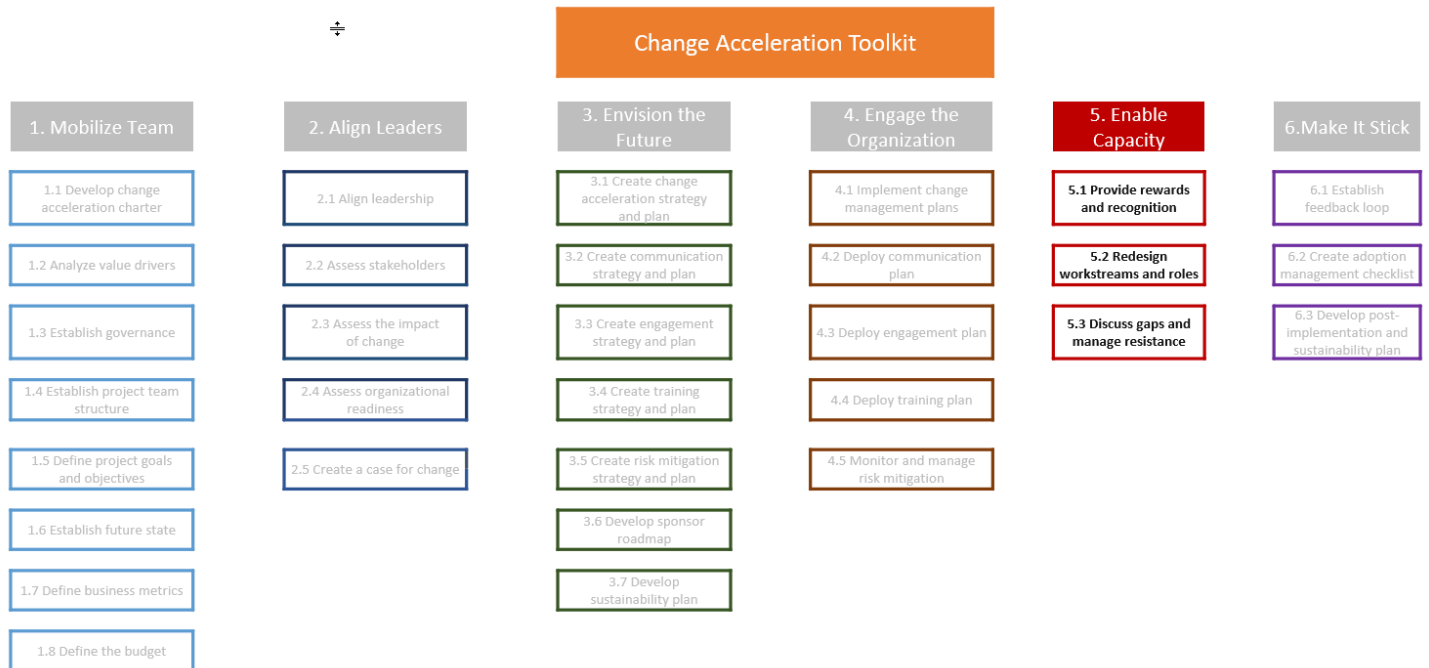 Change Acceleration Toolkit
1. Mobilize Team
1.1 Develop change
acceleration charter
1.2 Analyze value drivers
1.3 Establish governance
1.4 Establish project team
structure
1.5 Define project goals
and objectives
1.6 Establish future state
1.7 Define business metrics
1.8 Define the budget
2. Align Leaders
2.1 Align leadership
2.2 Assess stakeholders
2.3 Assess the impact
of change
2.4 Assess organizational
readiness
2.5 Create a case for change
3. Envision the
Future
3.1 Create change
acceleration strategy
and plan
3.2 Create communication
strategy and plan
3.3 Create engagement
strategy and plan
3.4 Create training
strategy and plan
3.5 Create risk mitigation
strategy and plan
3.6 Develop sponsor
roadmap
3.7 Develop
sustainability plan
4. Engage the
Organization
4.1 Implement change
management plans
4.2 Deploy communication
plan
4.3 Deploy engagement plan
4.4 Deploy training plan
4.5 Monitor and manage
risk mitigation
5. Enable
Capacity
5.1 Provide rewards
and recognition
5.2 Redesign
workstreams and roles
5.3 Discuss gaps and
manage resistance
6.Make It Stick
6.1 Establish
feedback loop
6.2 Create adoption
management checklist
6.3 Develop post-
implementation and
sustainability plan